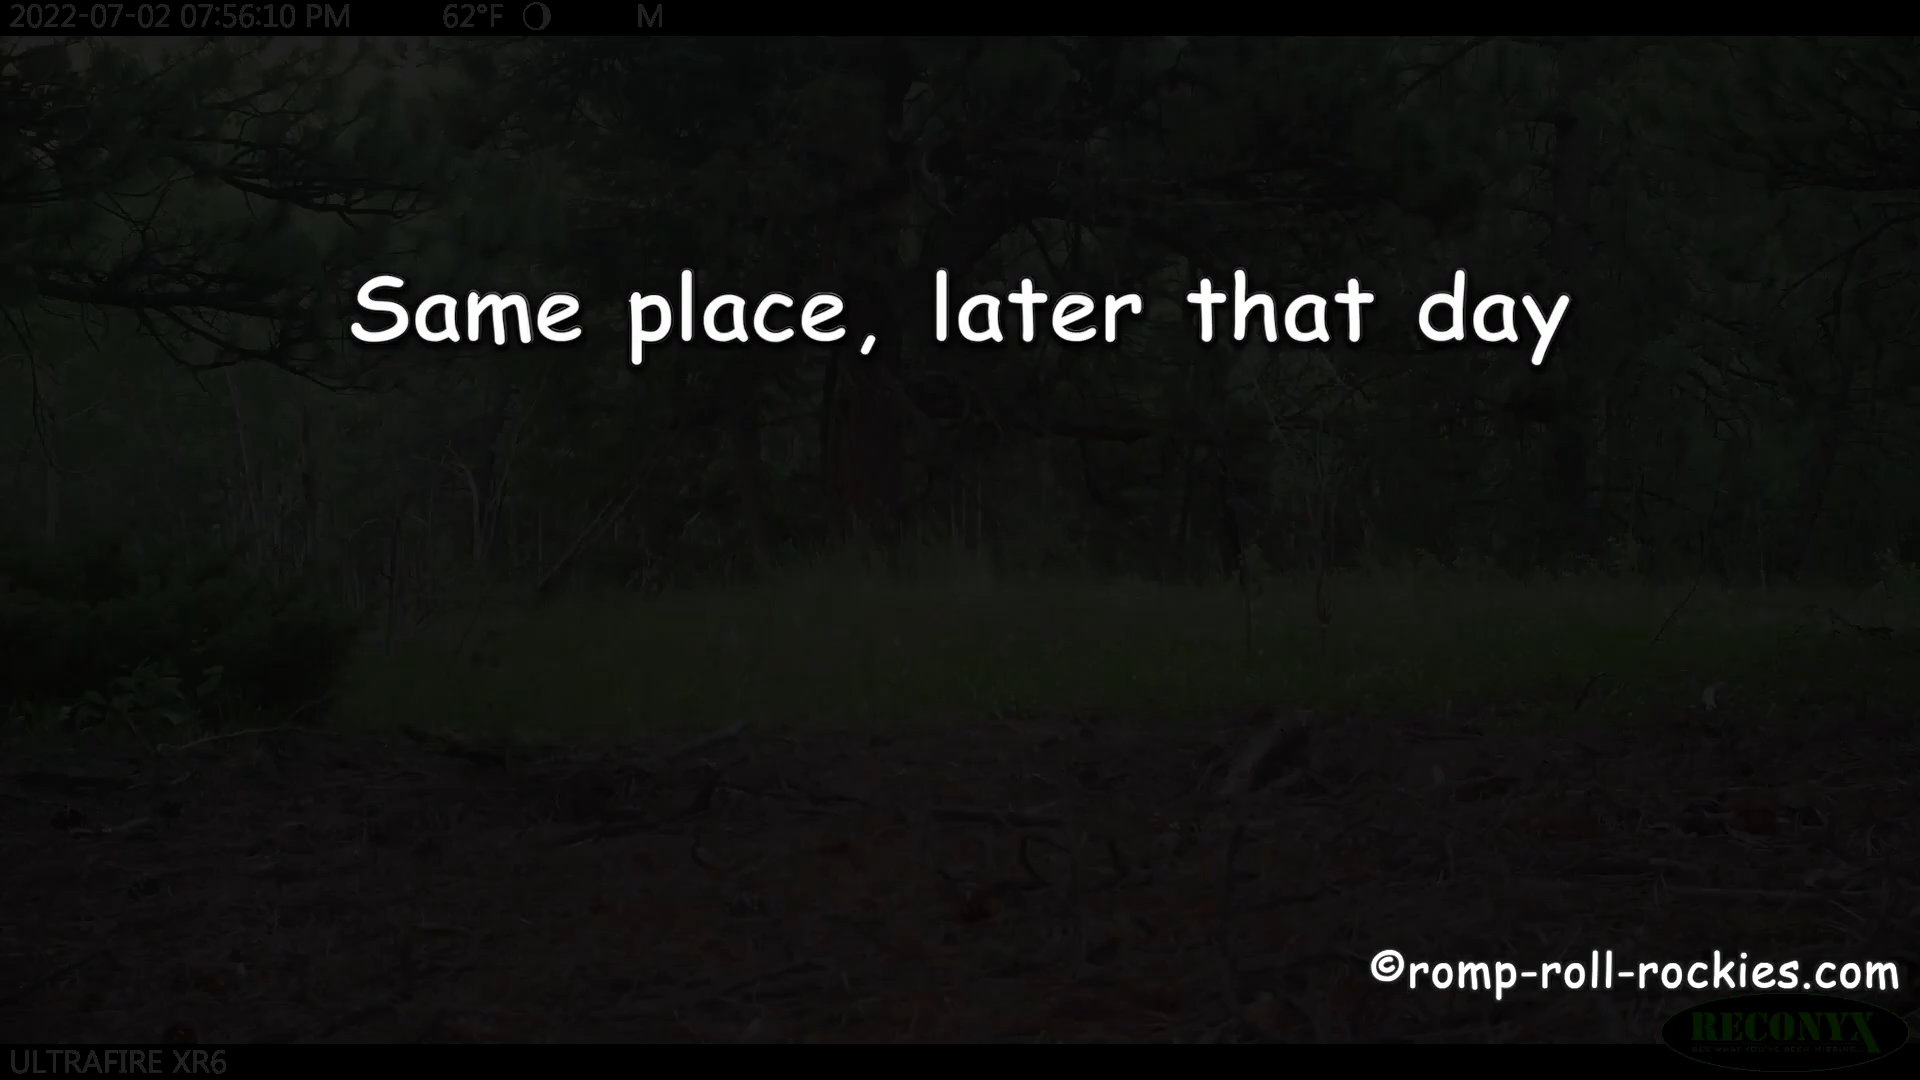 2022-07-02 07:56:10 PM 62°F M
Same place, later that day
©romp-roll-rockies.com
RECONYX
ULTRAFIRE XR6